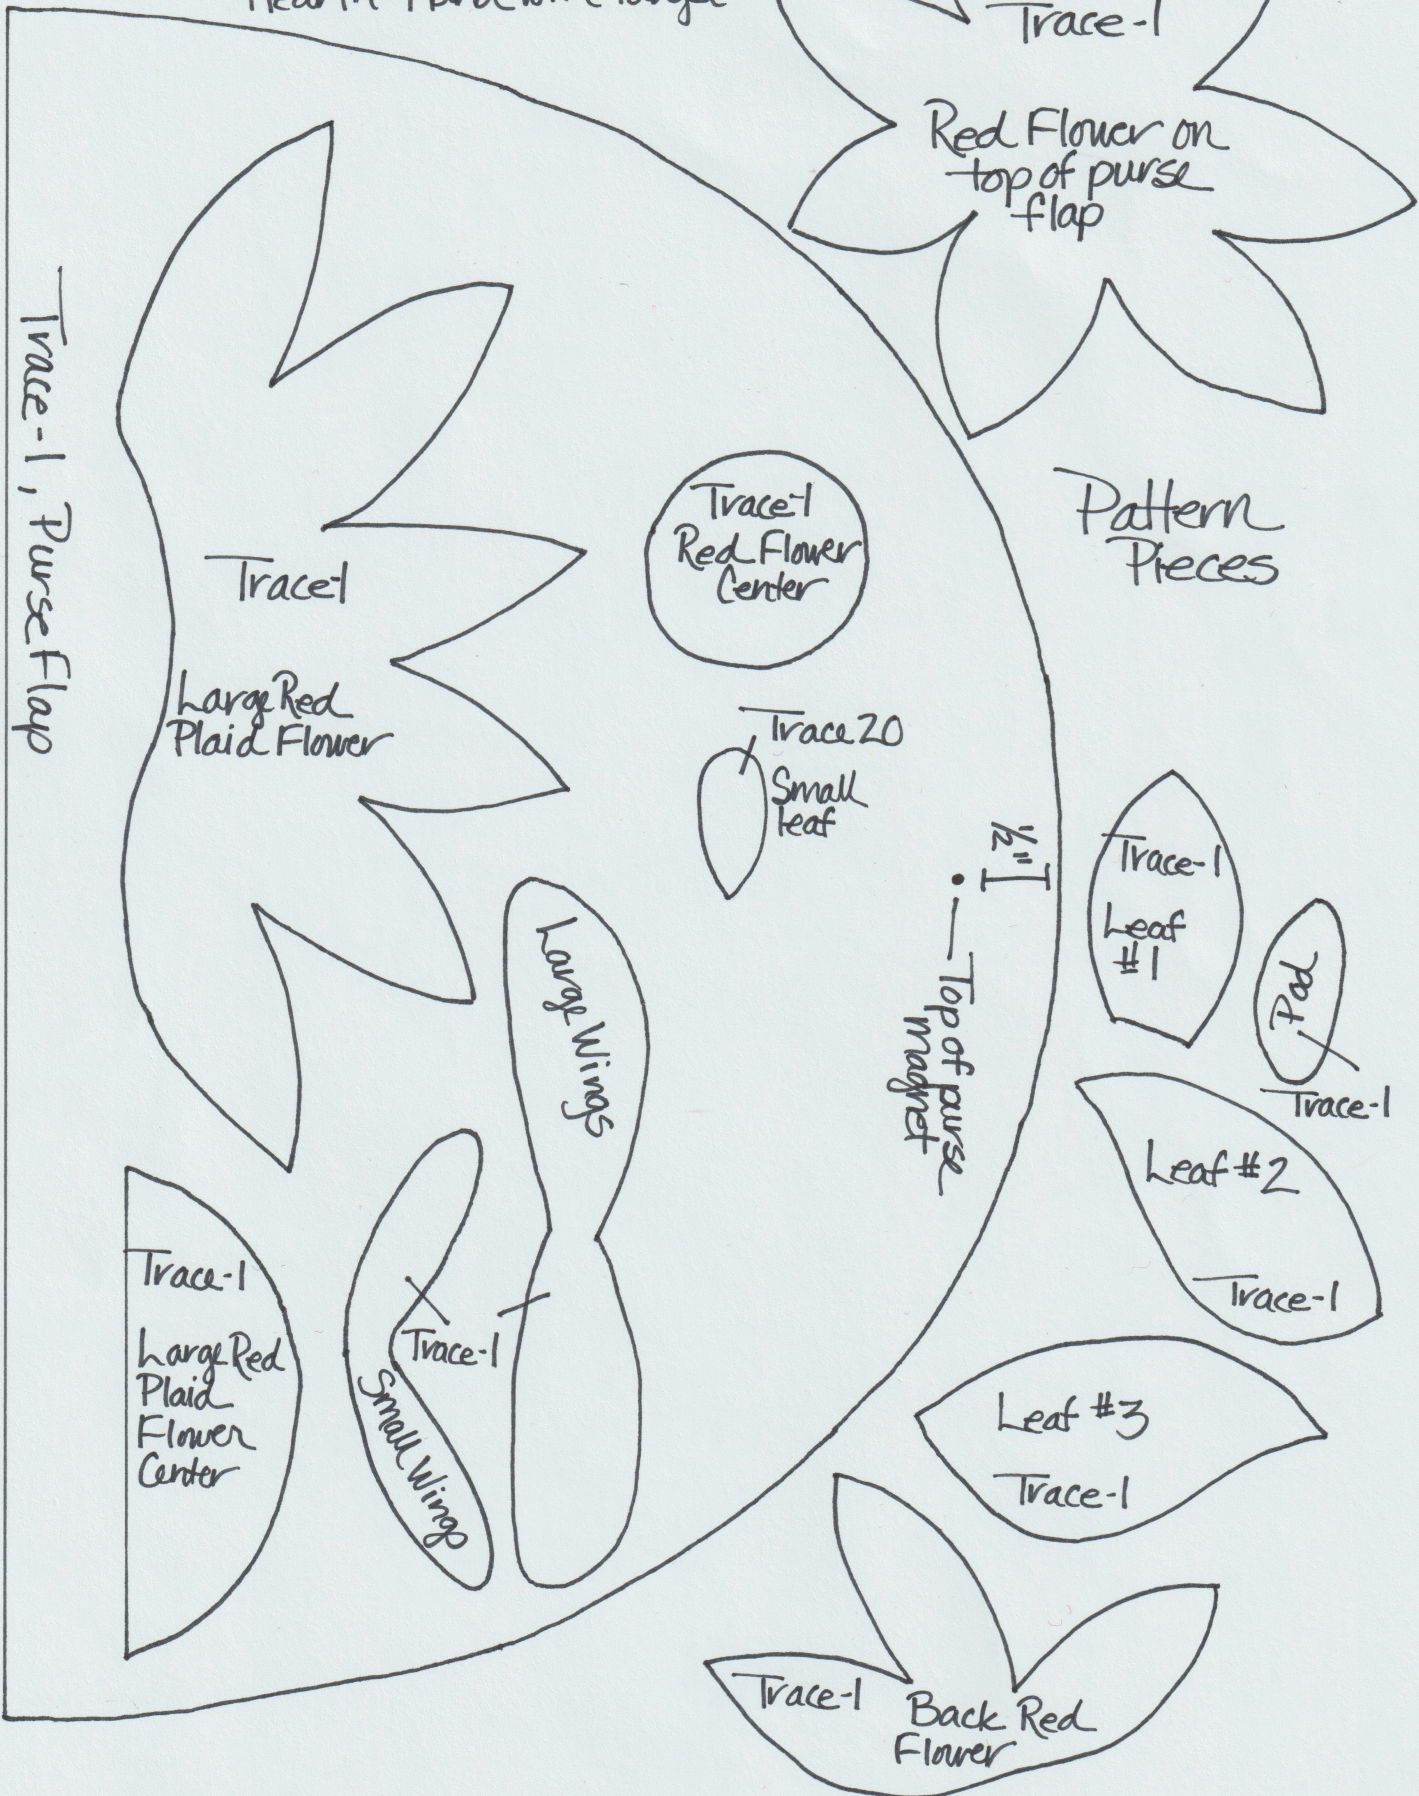 Trace-1
Red Flower on
top of purse
flap
Trace-1, Purse Flap
Trace-1
Large Red
Plaid Flower
Trace-1
Red Flower
Center
Pattern
Pieces
Trace 20
Small
leaf
1/2"
Top of purse
magnet
Trace-1
Leaf
#1
Pod
Trace-1
Large Wings
Leaf #2
Trace-1
Trace-1
Large Red
Plaid
Flower
Center
Trace-1
Small Wings
Leaf #3
Trace-1
Trace-1
Back Red
Flower